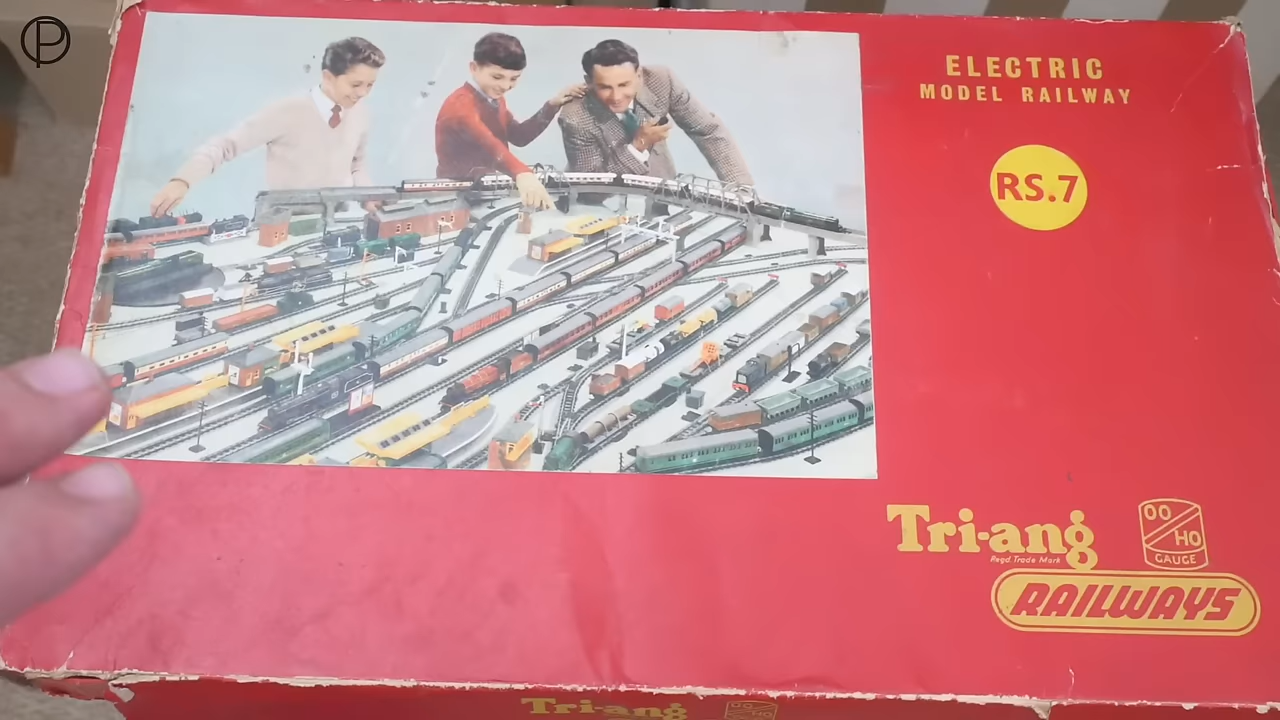 ELECTRIC
MODEL RAILWAY
RS.7
Tri-ang
Regd. Trade Mark
OO
HO
GAUGE
RAILWAYS
Tri-ang